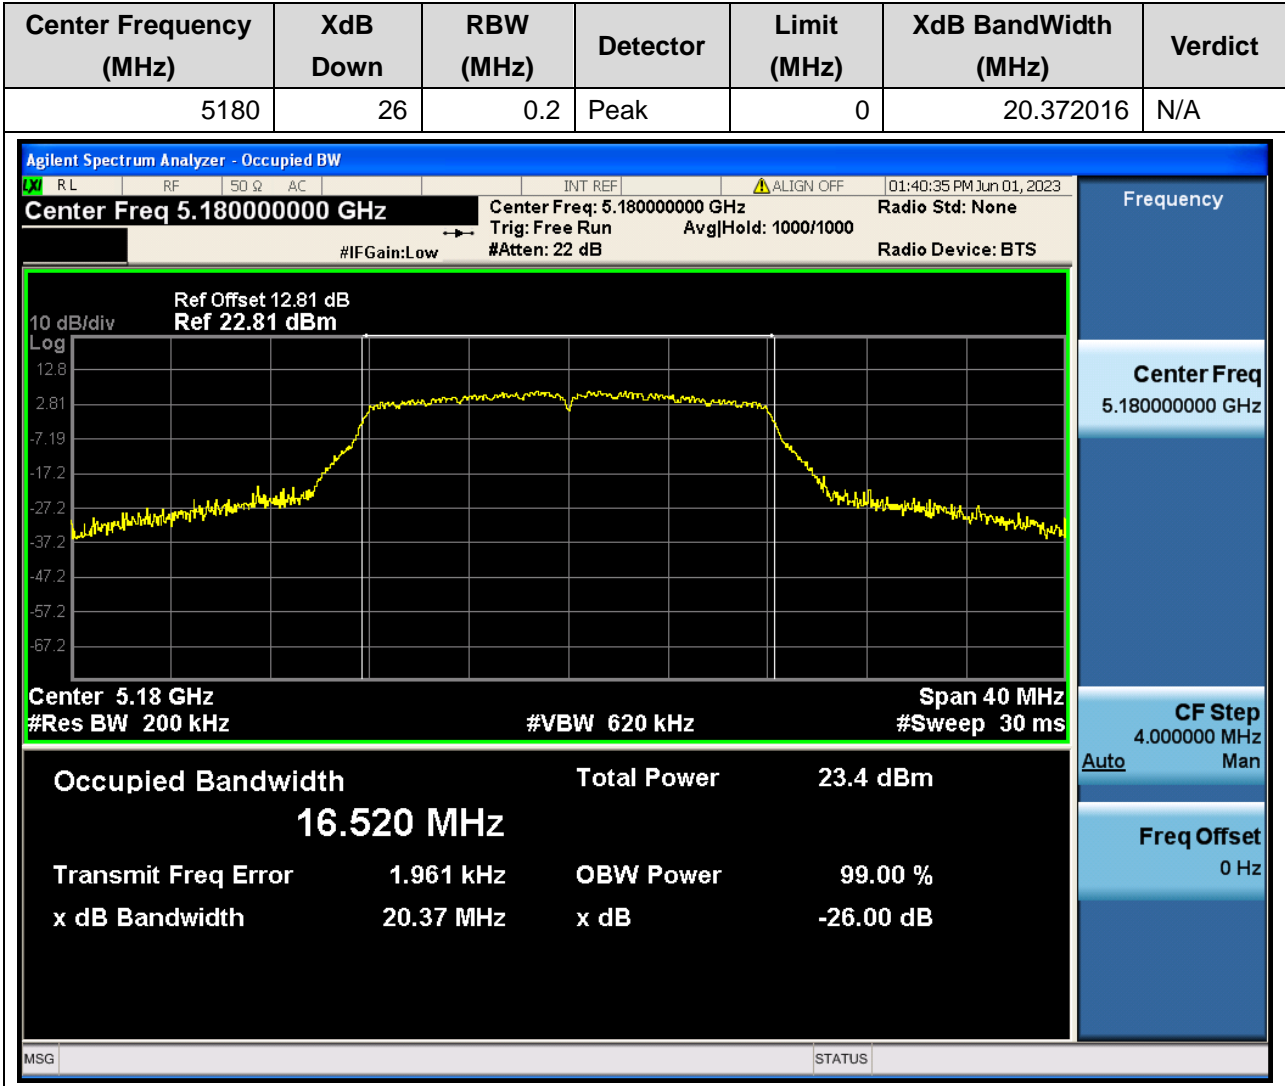 Center Frequency (MHz) XdB Down RBW (MHz) Detector Limit (MHz) XdB BandWidth (MHz) Verdict
5180 26 0.2 Peak 0 20.372016 N/A
Agilent Spectrum Analyzer - Occupied BW
LXI R L RF 50 Ω AC INT REF ALIGN OFF 01:40:35 PM Jun 01, 2023
Center Freq 5.180000000 GHz
#IFGain:Low
Center Freq: 5.180000000 GHz
Trig: Free Run Avg|Hold: 1000/1000
#Atten: 22 dB
Radio Std: None
Radio Device: BTS
Ref Offset 12.81 dB
10 dB/div Ref 22.81 dBm
Log
12.8
2.81
-7.19
-17.2
-27.2
-37.2
-47.2
-57.2
-67.2
Center 5.18 GHz Span 40 MHz
#Res BW 200 kHz #VBW 620 kHz #Sweep 30 ms
Occupied Bandwidth Total Power 23.4 dBm
16.520 MHz
Transmit Freq Error 1.961 kHz OBW Power 99.00 %
x dB Bandwidth 20.37 MHz x dB -26.00 dB
Frequency
Center Freq
5.180000000 GHz
CF Step
4.000000 MHz
Auto Man
Freq Offset
0 Hz
MSG STATUS